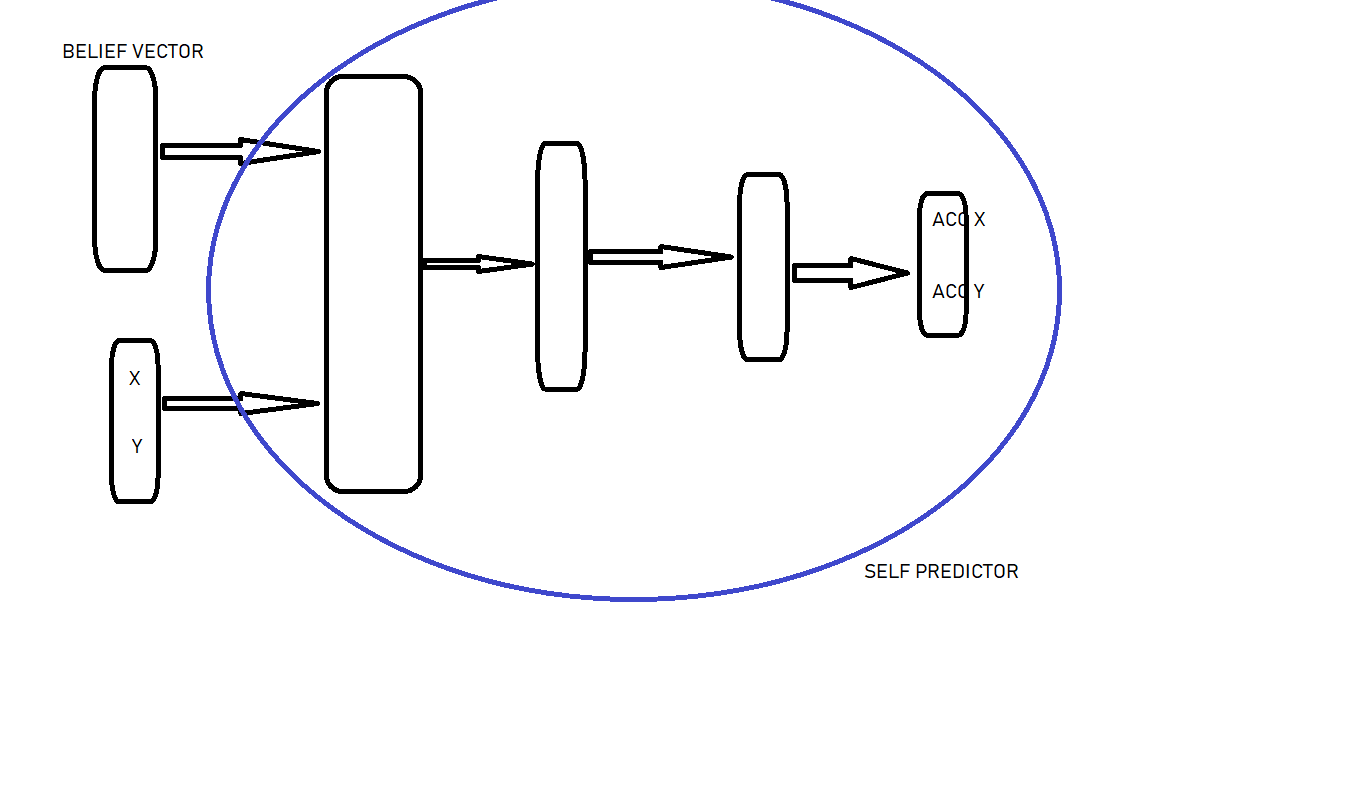 BELIEF VECTOR
X
Y
ACC X
ACC Y
SELF PREDICTOR